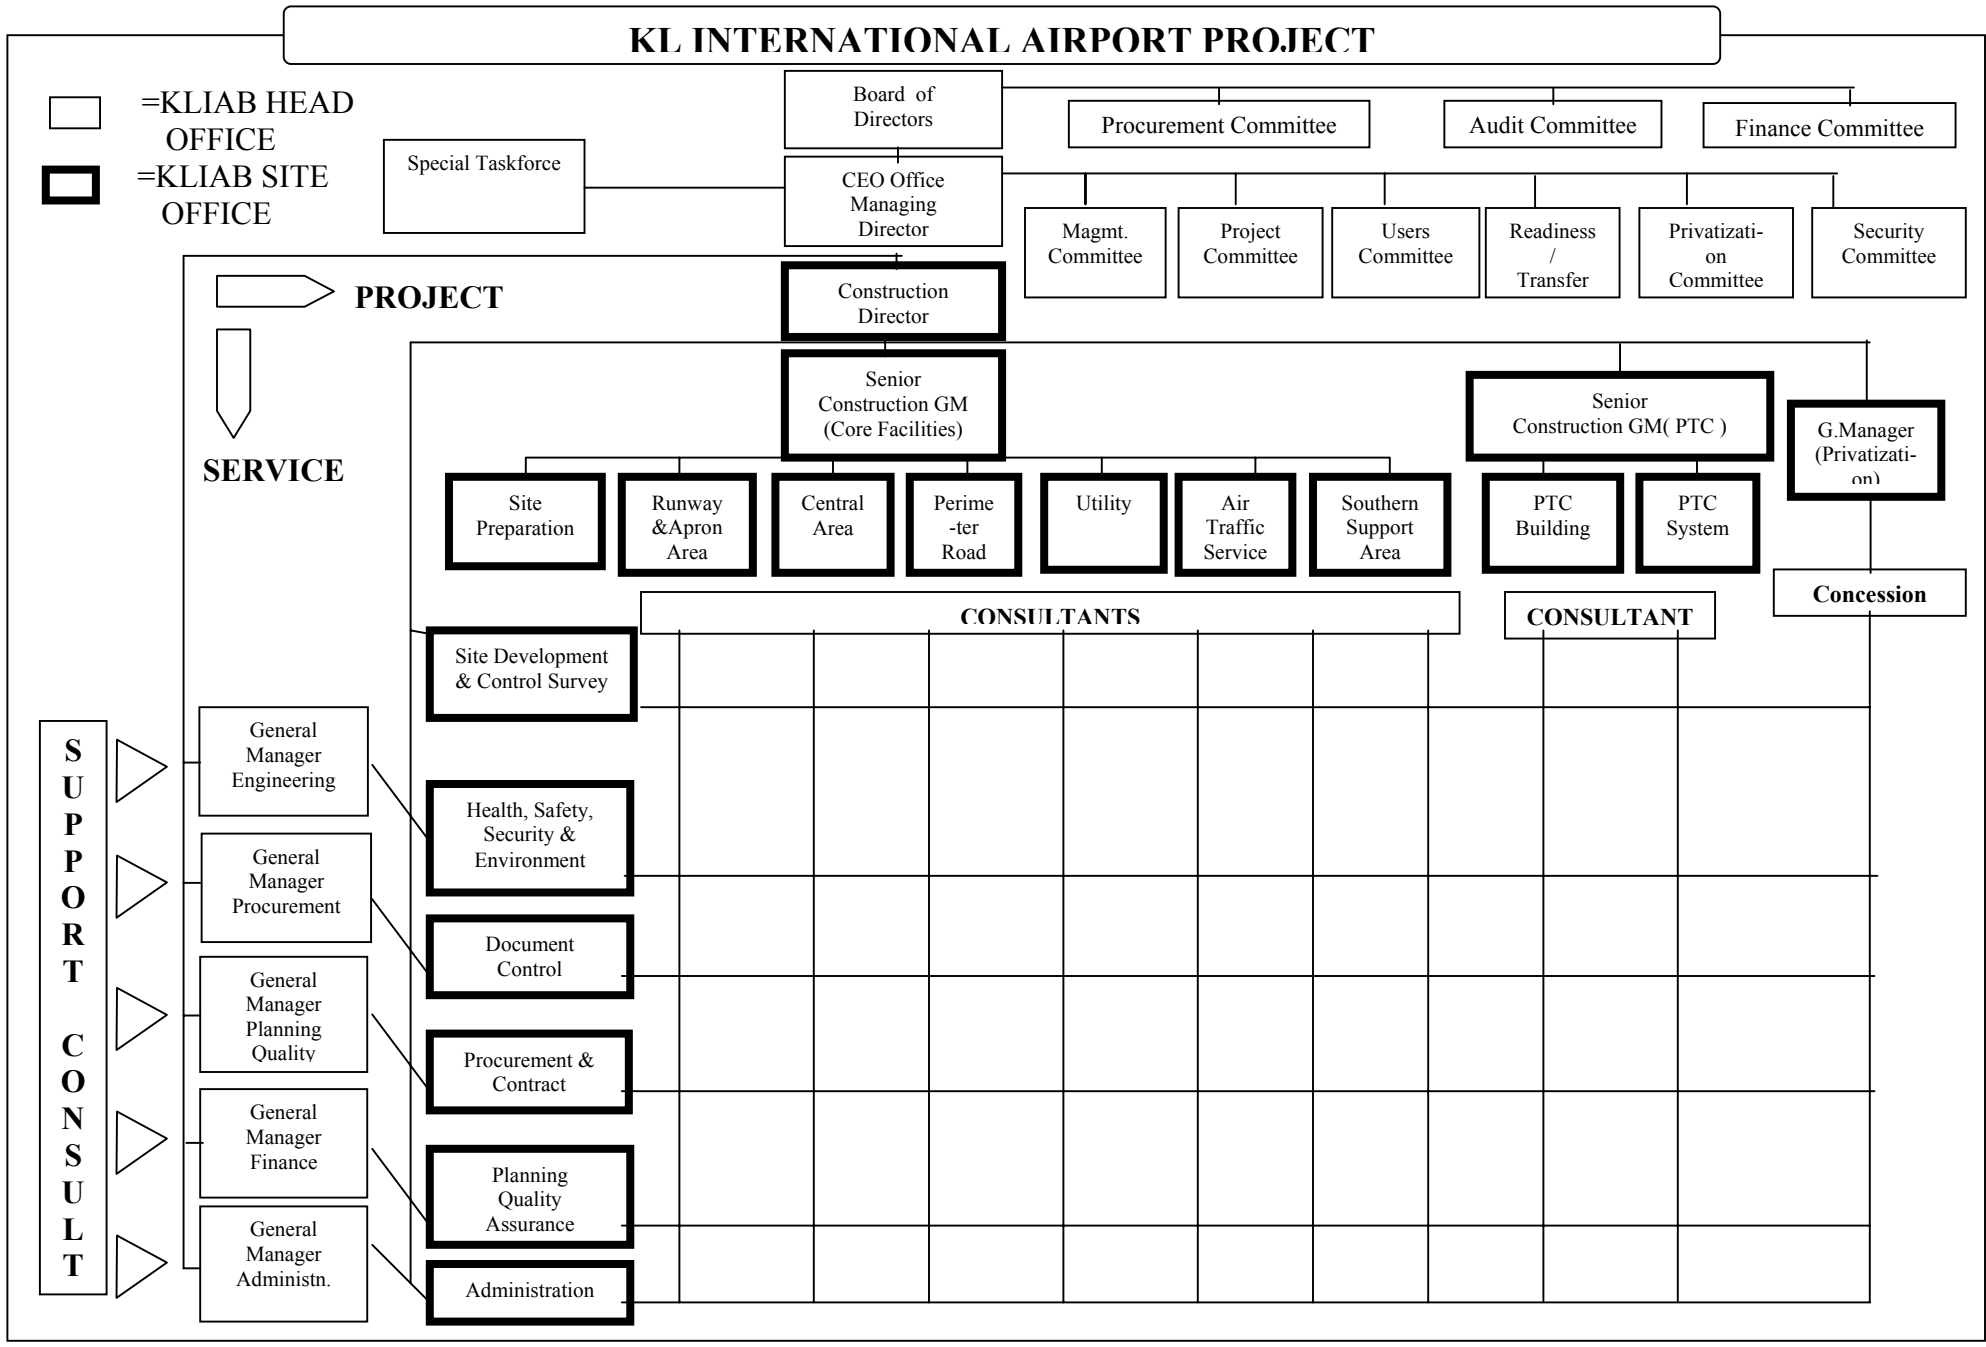 KL INTERNATIONAL AIRPORT PROJECT
=KLIAB HEAD
OFFICE
=KLIAB SITE
OFFICE
Board of
Directors
Procurement Committee
Audit Committee
Finance Committee
Special Taskforce
CEO Office
Managing
Director
Magmt.
Committee
Project
Committee
Users
Committee
Readiness
/
Transfer
Privatizati-
on
Committee
Security
Committee
PROJECT
SERVICE
Construction
Director
Senior
Construction GM
(Core Facilities)
Senior
Construction GM( PTC )
G.Manager
(Privatizati-
on)
Site
Preparation
Runway
&Apron
Area
Central
Area
Perime
-ter
Road
Utility
Air
Traffic
Service
Southern
Support
Area
PTC
Building
PTC
System
Concession
CONSULTANTS
CONSULTANT
Site Development
& Control Survey
SUPPORT CONSULT
General
Manager
Engineering
Health, Safety,
Security &
Environment
General
Manager
Procurement
Document
Control
General
Manager
Planning
Quality
Procurement &
Contract
General
Manager
Finance
Planning
Quality
Assurance
General
Manager
Administn.
Administration